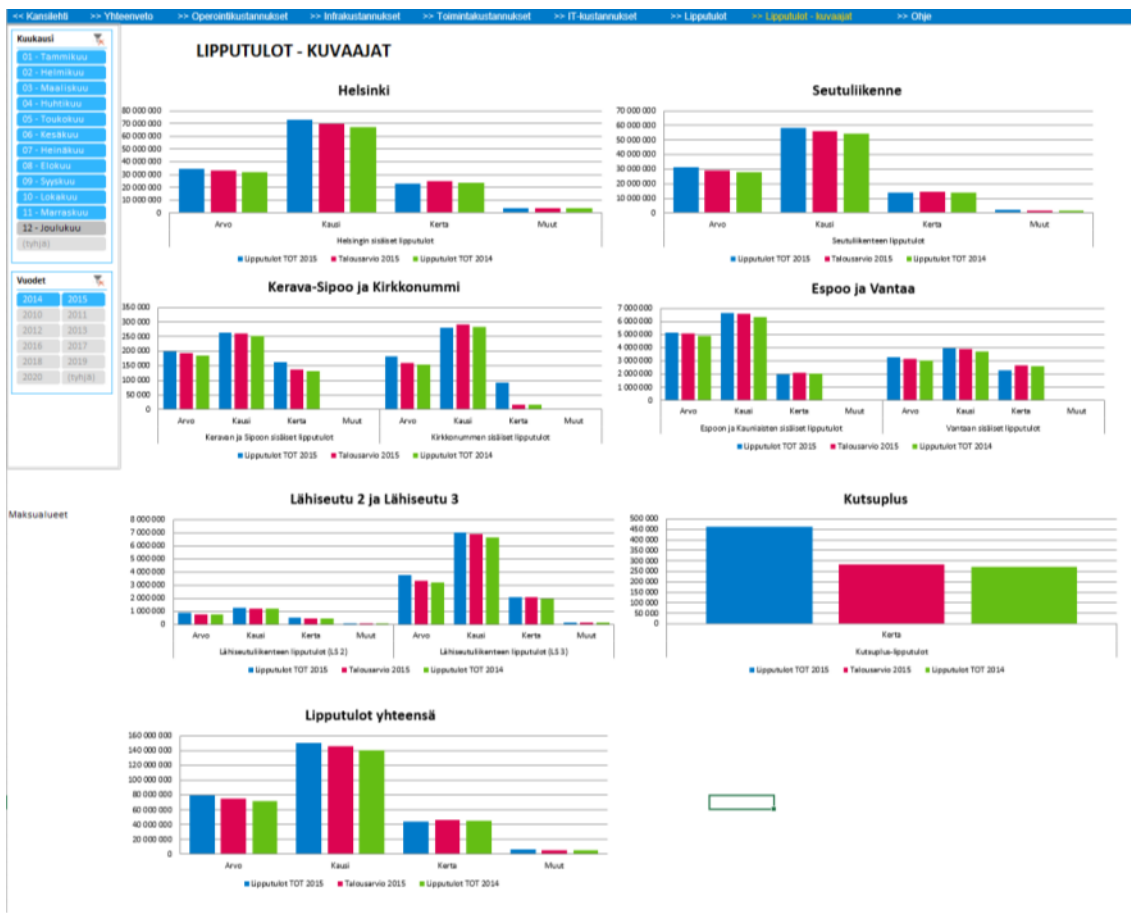 << Kansilehti >> Yhteenveto >> Operointikustannukset >> Infrakustannukset >> Toimintakustannukset >> IT-kustannukset >> Lipputulot >> Lipputulot - kuvaajat >> Ohje
Kuukausi
01 - Tammikuu
02 - Helmikuu
03 - Maaliskuu
04 - Huhtikuu
05 - Toukokuu
06 - Kesäkuu
07 - Heinäkuu
08 - Elokuu
09 - Syyskuu
10 - Lokakuu
11 - Marraskuu
12 - Joulukuu
(tyhjä)
Vuodet
2014 2015
2010 2011
2012 2013
2016 2017
2018 2019
2020 (tyhjä)
Maksualueet
LIPPUTULOT - KUVAAJAT
Helsinki
80 000 000
70 000 000
60 000 000
50 000 000
40 000 000
30 000 000
20 000 000
10 000 000
0
Arvo Kausi Kerta Muut
Helsingin sisäiset lipputulot
Lipputulot TOT 2015 Talousarvio 2015 Lipputulot TOT 2014
Seutuliikenne
70 000 000
60 000 000
50 000 000
40 000 000
30 000 000
20 000 000
10 000 000
0
Arvo Kausi Kerta Muut
Seutuliikenteen lipputulot
Lipputulot TOT 2015 Talousarvio 2015 Lipputulot TOT 2014
Kerava-Sipoo ja Kirkkonummi
350 000
300 000
250 000
200 000
150 000
100 000
50 000
0
Arvo Kausi Kerta Muut Arvo Kausi Kerta Muut
Keravan ja Sipoon sisäiset lipputulot Kirkkonummen sisäiset lipputulot
Lipputulot TOT 2015 Talousarvio 2015 Lipputulot TOT 2014
Espoo ja Vantaa
7 000 000
6 000 000
5 000 000
4 000 000
3 000 000
2 000 000
1 000 000
0
Arvo Kausi Kerta Muut Arvo Kausi Kerta Muut
Espoon ja Kauniaisten sisäiset lipputulot Vantaan sisäiset lipputulot
Lipputulot TOT 2015 Talousarvio 2015 Lipputulot TOT 2014
Lähiseutu 2 ja Lähiseutu 3
8 000 000
7 000 000
6 000 000
5 000 000
4 000 000
3 000 000
2 000 000
1 000 000
0
Arvo Kausi Kerta Muut Arvo Kausi Kerta Muut
Lähiseutuliikenteen lipputulot (LS 2) Lähiseutuliikenteen lipputulot (LS 3)
Lipputulot TOT 2015 Talousarvio 2015 Lipputulot TOT 2014
Kutsuplus
500 000
450 000
400 000
350 000
300 000
250 000
200 000
150 000
100 000
50 000
0
Kerta
Kutsuplus-lipputulot
Lipputulot TOT 2015 Talousarvio 2015 Lipputulot TOT 2014
Lipputulot yhteensä
160 000 000
140 000 000
120 000 000
100 000 000
80 000 000
60 000 000
40 000 000
20 000 000
0
Arvo Kausi Kerta Muut
Lipputulot TOT 2015 Talousarvio 2015 Lipputulot TOT 2014